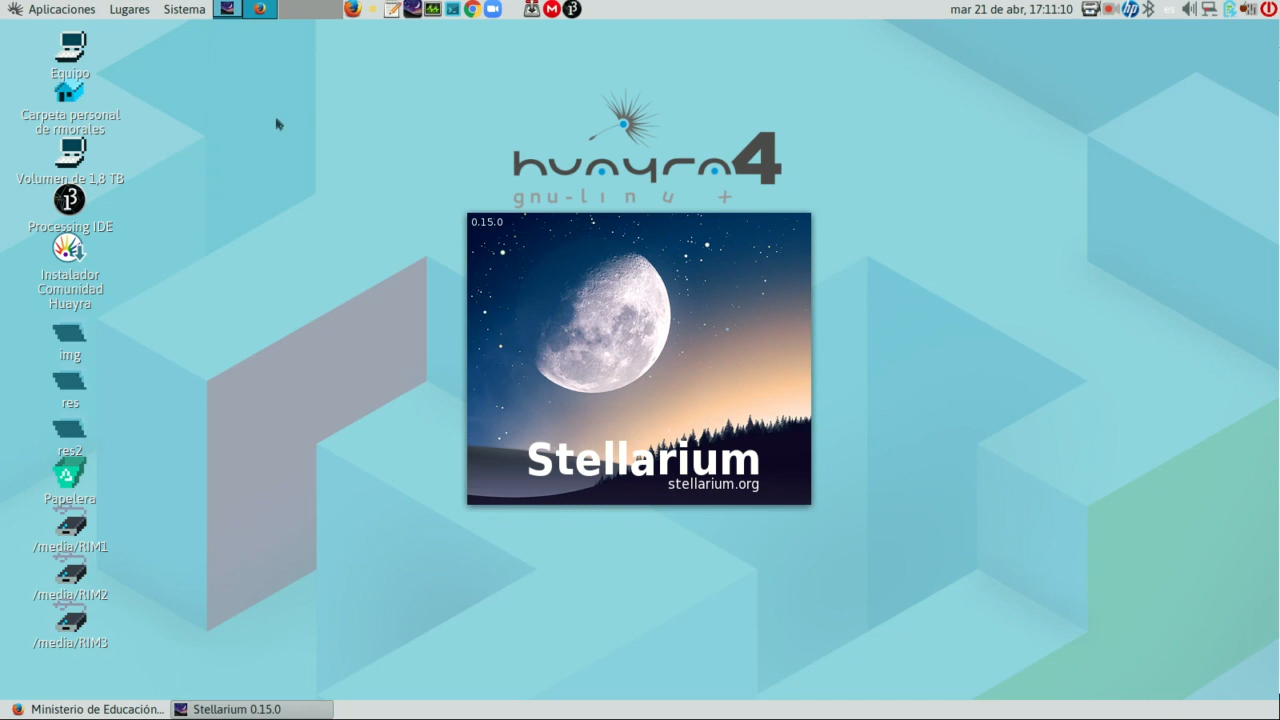 Aplicaciones Lugares Sistema
mar 21 de abr, 17:11:10
es
Equipo
Carpeta personal
de rmorales
Volumen de 1,8 TB
Processing IDE
Instalador
Comunidad
Huayra
img
res
res2
Papelera
/media/RIM1
/media/RIM2
/media/RIM3
huayra4
gnu-linux +
0.15.0
Stellarium
stellarium.org
Ministerio de Educación...
Stellarium 0.15.0